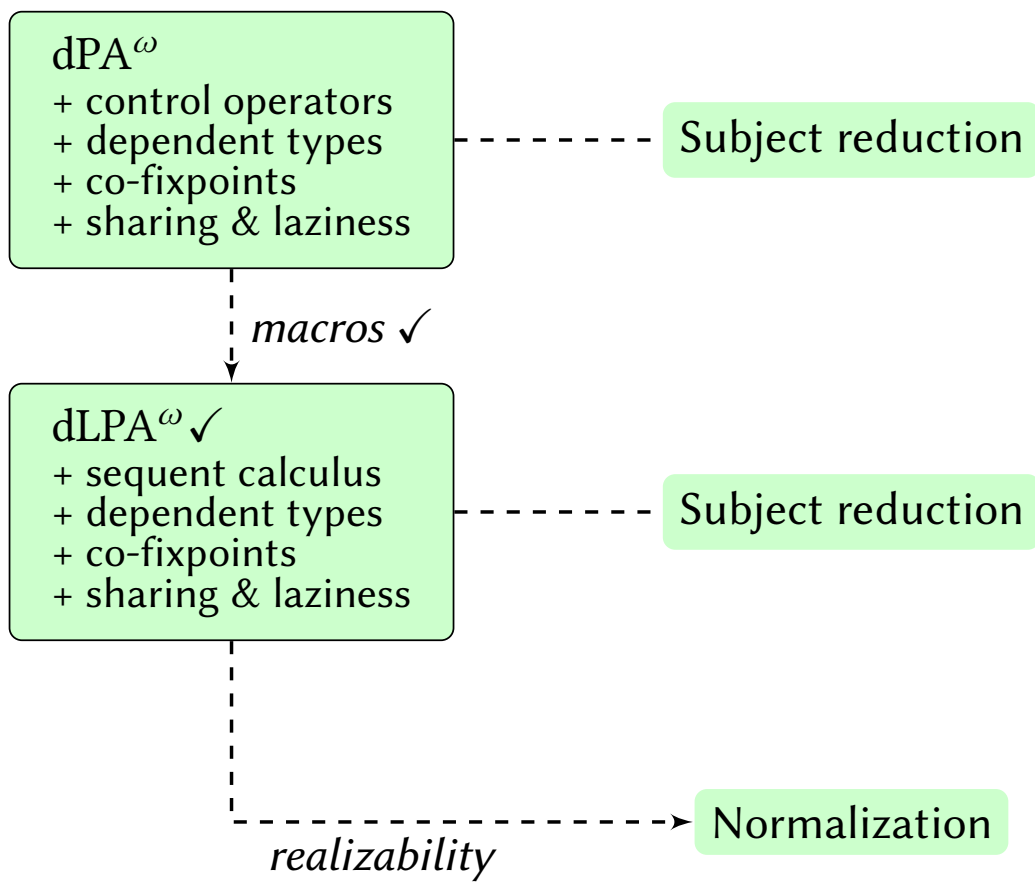 dPA^ω
+ control operators
+ dependent types
+ co-fixpoints
+ sharing & laziness
Subject reduction
macros ✓
dLPA^ω ✓
+ sequent calculus
+ dependent types
+ co-fixpoints
+ sharing & laziness
Subject reduction
Normalization
realizability